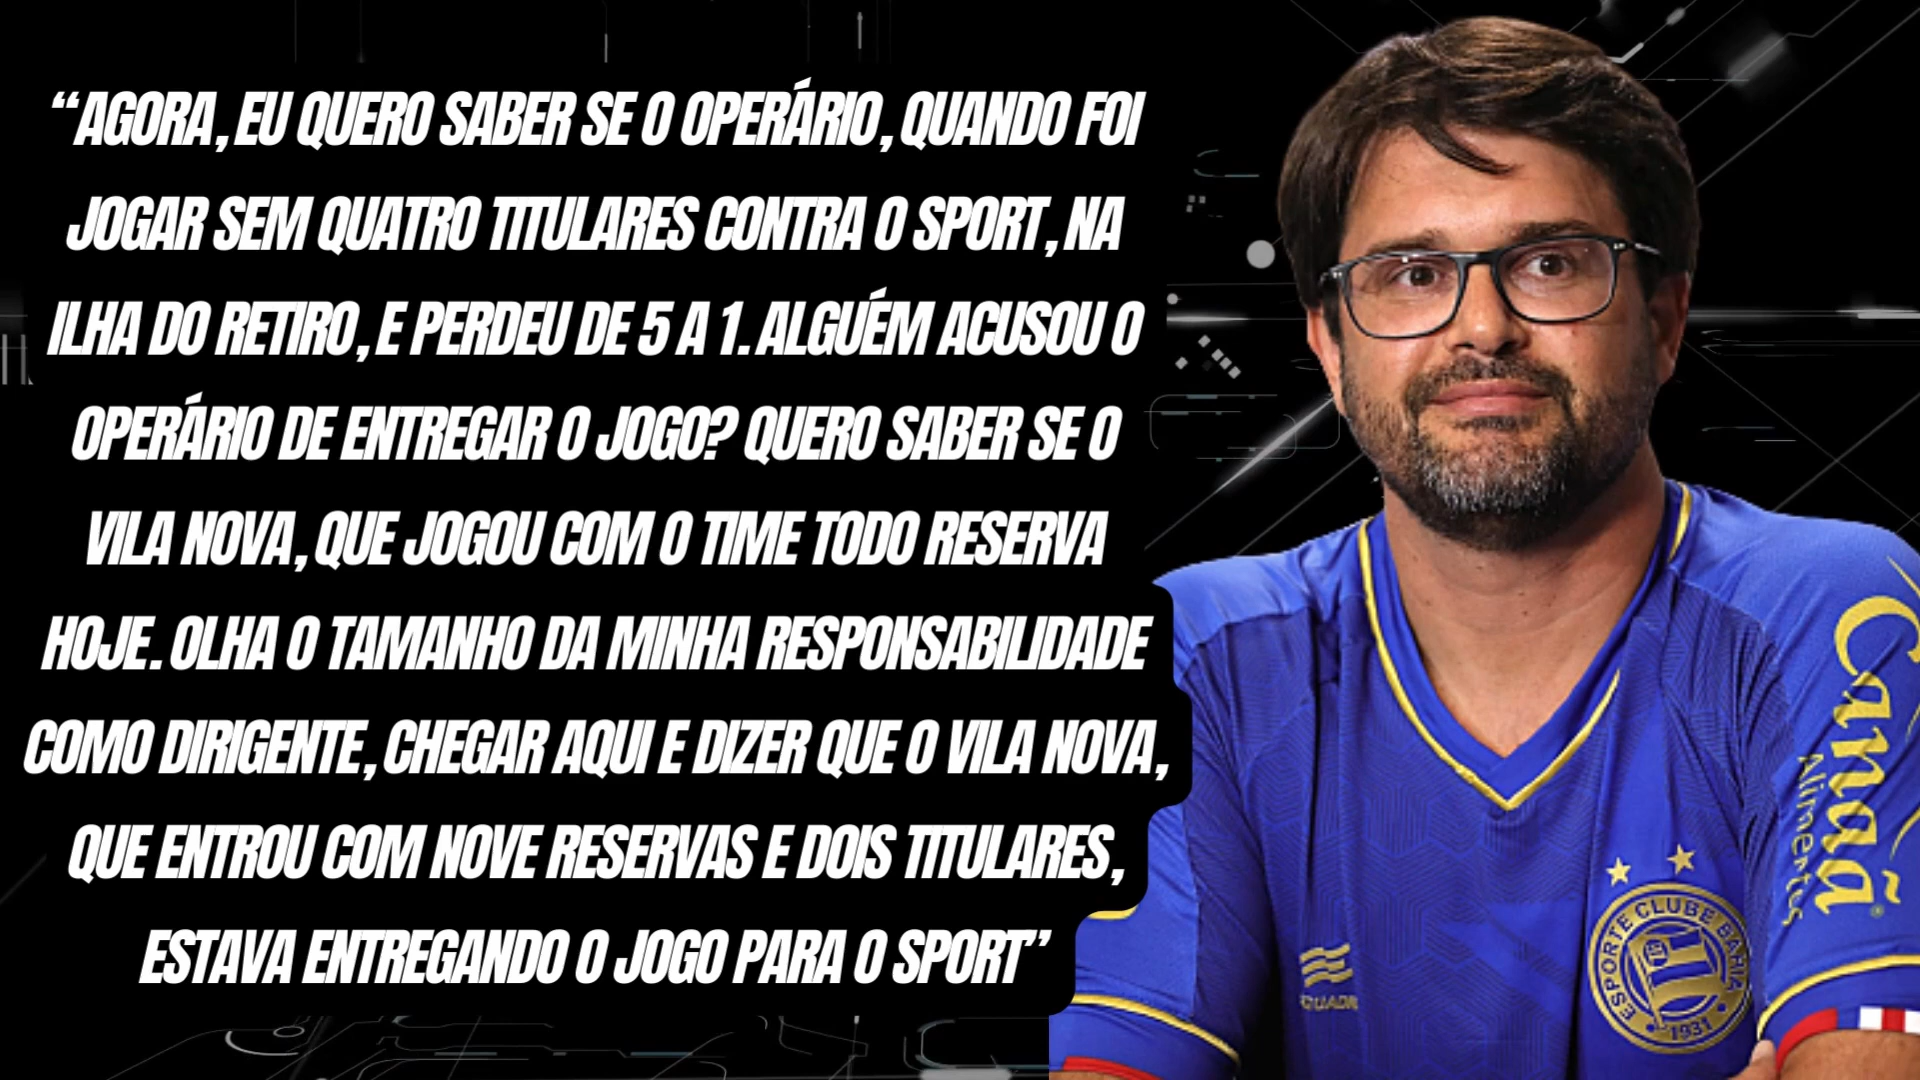 “AGORA, EU QUERO SABER SE O OPERÁRIO, QUANDO FOI
JOGAR SEM QUATRO TITULARES CONTRA O SPORT, NA
ILHA DO RETIRO, E PERDEU DE 5 A 1. ALGUÉM ACUSOU O
OPERÁRIO DE ENTREGAR O JOGO? QUERO SABER SE O
VILA NOVA, QUE JOGOU COM O TIME TODO RESERVA
HOJE. OLHA O TAMANHO DA MINHA RESPONSABILIDADE
COMO DIRIGENTE, CHEGAR AQUI E DIZER QUE O VILA NOVA,
QUE ENTROU COM NOVE RESERVAS E DOIS TITULARES,
ESTAVA ENTREGANDO O JOGO PARA O SPORT”
Canaã
Alimentos
ESQUADRÃO
ESPORTE CLUBE BAHIA
1931